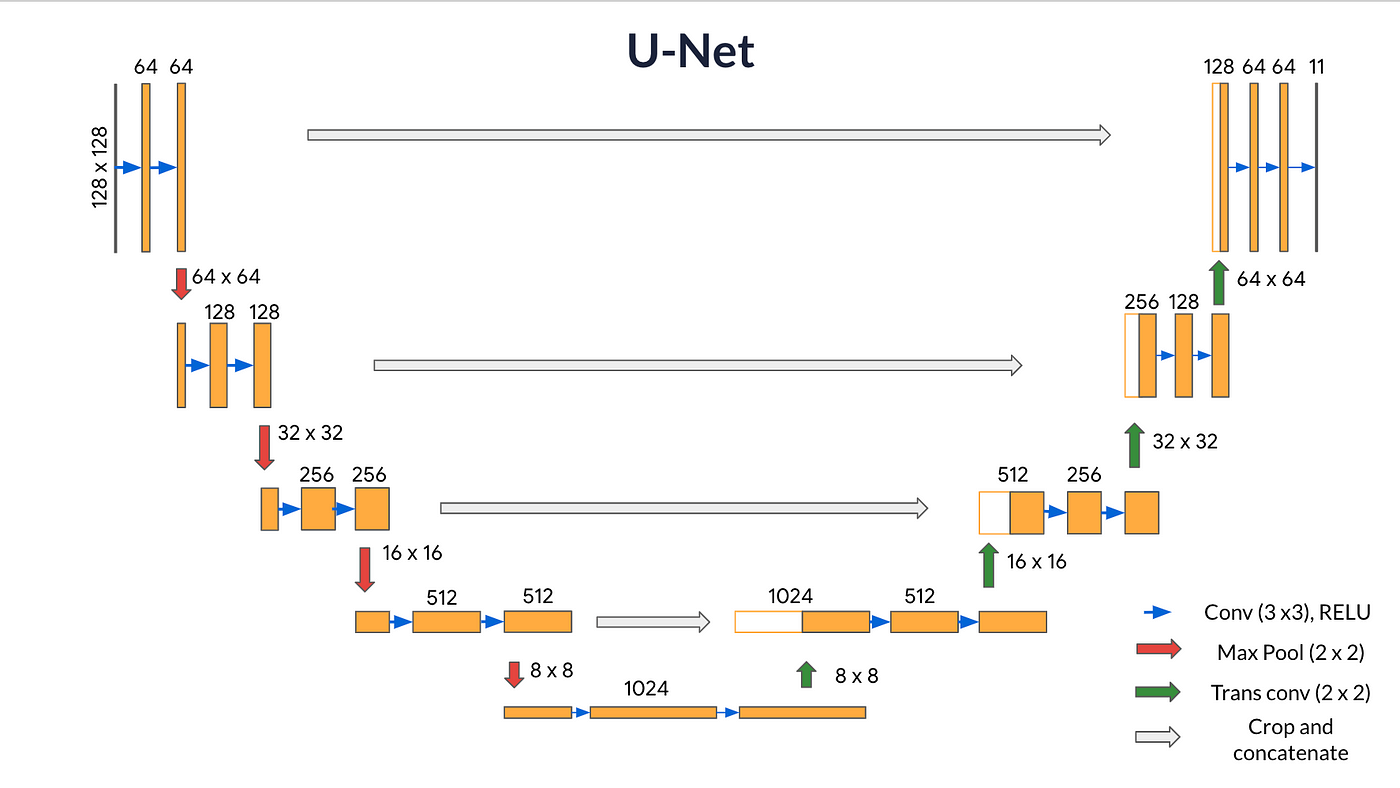 U-Net
64 64
128 64 64 11
128 x 128
64 x 64
64 x 64
128 128
256 128
32 x 32
32 x 32
256 256
512 256
16 x 16
16 x 16
512 512
1024 512
8 x 8
8 x 8
1024
Conv (3 x3), RELU
Max Pool (2 x 2)
Trans conv (2 x 2)
Crop and
concatenate